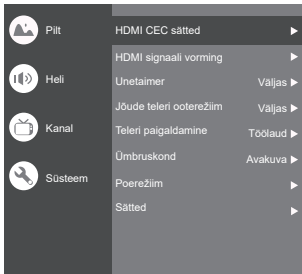 Pilt
Heli
Kanal
Süsteem
HDMI CEC sätted
HDMI signaali vorming
Unetaimer Väljas
Jõude teleri ooterežiim Väljas
Teleri paigaldamine Töölaud
Ümbruskond Avakuva
Poerežiim
Sätted